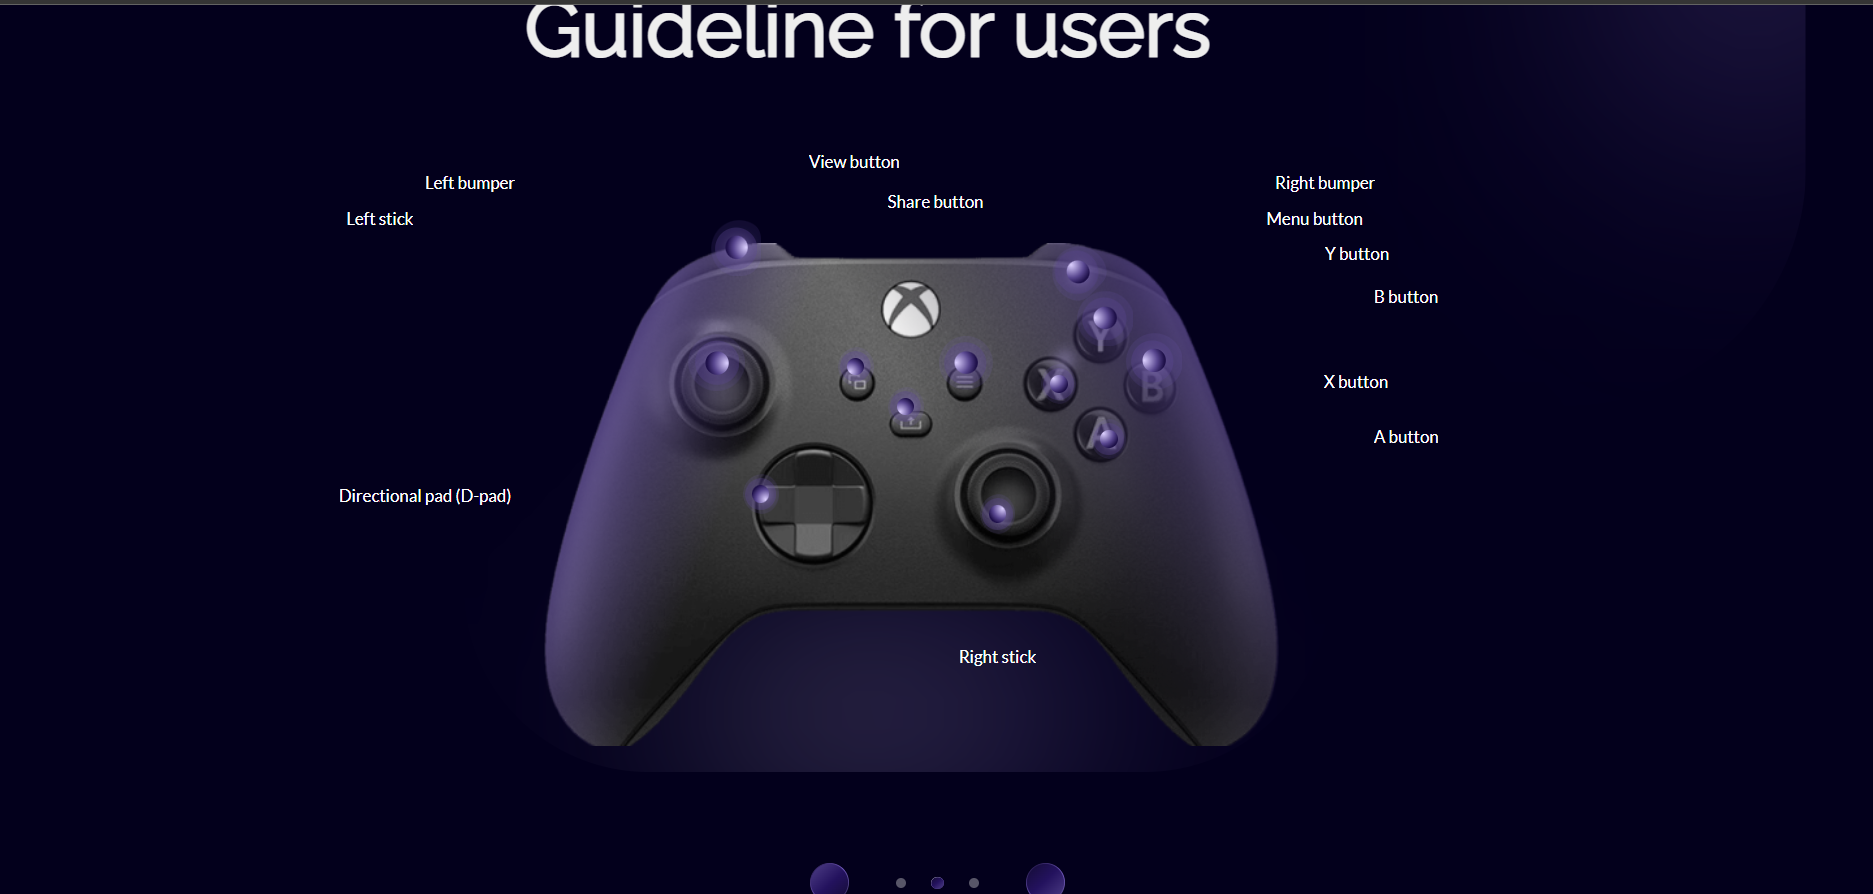 Guideline for users
View button
Left bumper
Right bumper
Share button
Left stick
Menu button
Y button
B button
Y
X
B
X button
A
A button
Directional pad (D-pad)
Right stick